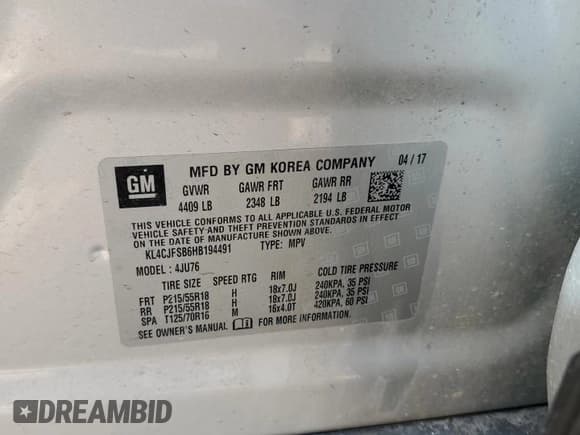 GM
MFD BY GM KOREA COMPANY 04 / 17
GVWR GAWR FRT GAWR RR
4409 LB 2348 LB 2194 LB
THIS VEHICLE CONFORMS TO ALL APPLICABLE U.S. FEDERAL MOTOR
VEHICLE SAFETY AND THEFT PREVENTION STANDARDS IN EFFECT
ON THE DATE OF MANUFACTURE SHOWN ABOVE.
KL4CJFSB6HB194491 TYPE: MPV
MODEL : 4JU76
TIRE SIZE SPEED RTG RIM COLD TIRE PRESSURE
FRT P215/55R18 H 18x7.0J 240KPA, 35 PSI
RR P215/55R18 H 18x7.0J 240KPA, 35 PSI
SPA T125/70R16 M 16x4.0T 420KPA, 60 PSI
SEE OWNER'S MANUAL FOR MORE INFORMATION
DREAMBID